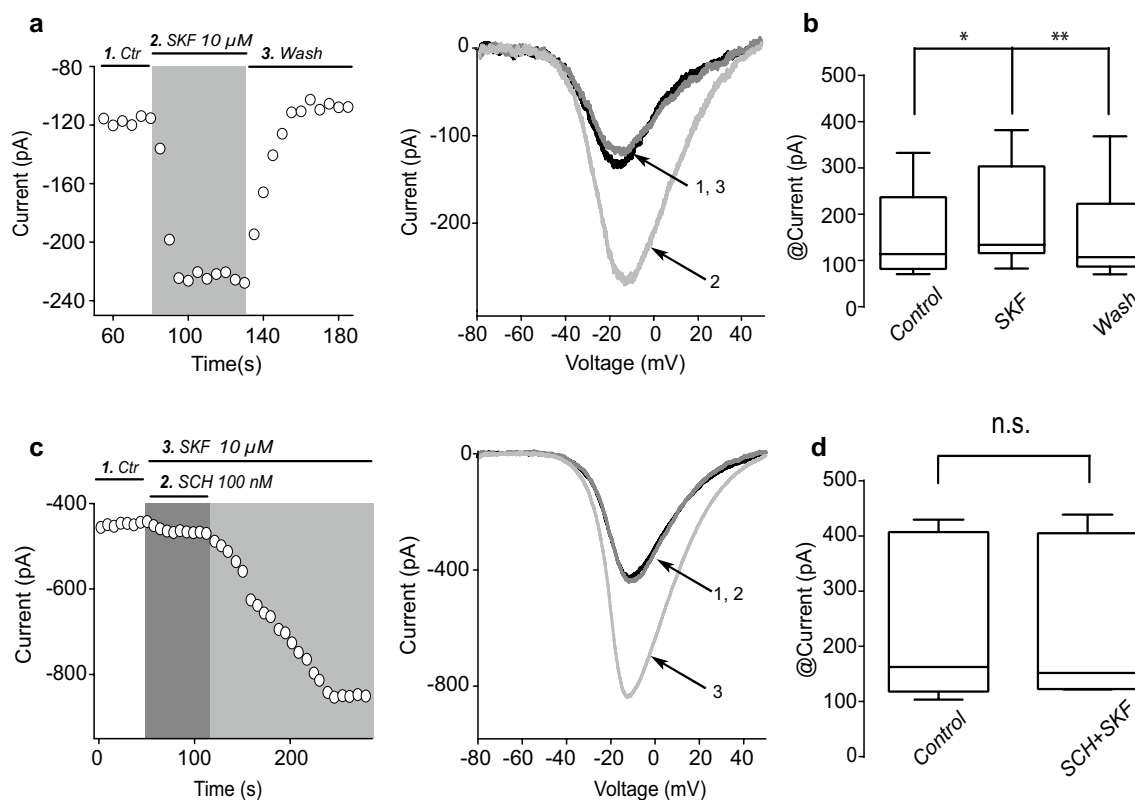 a
1. Ctr
2. SKF 10 µM
3. Wash
-80
-120
-160
-200
-240
Current (pA)
60
100
140
180
Time(s)
0
-100
-200
Current (pA)
1, 3
2
-80
-60
-40
-20
0
20
40
Voltage (mV)
b
*
**
500
400
300
200
100
0
@Current (pA)
Control
SKF
Wash
c
3. SKF 10 µM
1. Ctr
2. SCH 100 nM
-400
-600
-800
Current (pA)
0
100
200
Time (s)
0
-400
-800
Current (pA)
1, 2
3
-80
-60
-40
-20
0
20
40
Voltage (mV)
n.s.
d
500
400
300
200
100
0
@Current (pA)
Control
SCH+SKF